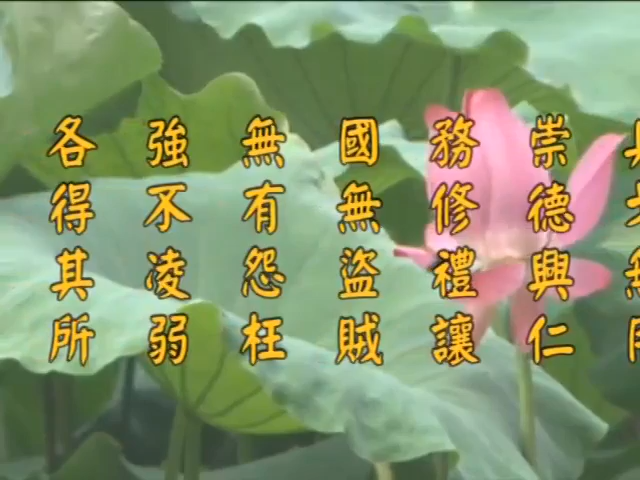 崇德興仁
務修禮讓
國無盜賊
無有怨枉
強不凌弱
各得其所